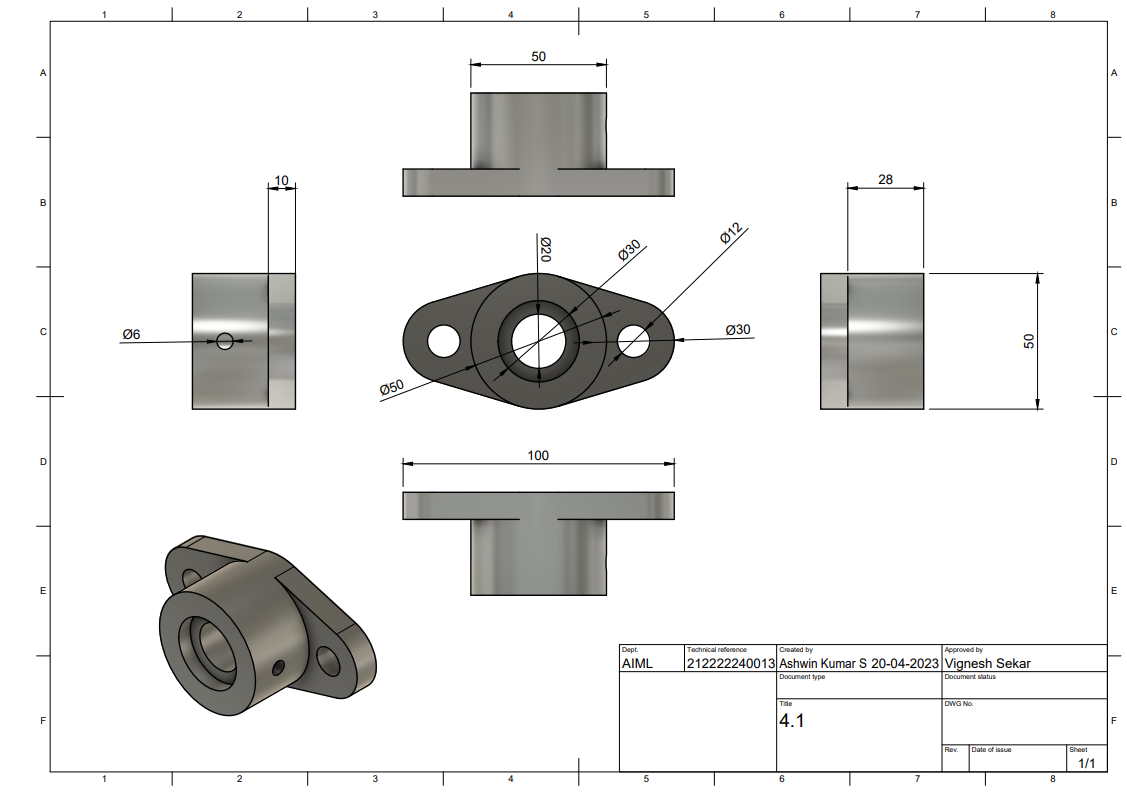 1 2 3 4 5 6 7 8
A A
50
10
28
B B
Ø20
Ø30
Ø12
Ø6
C C
Ø30
50
Ø50
100
D D
E E
Dept. Technical reference Created by Approved by
AIML 212222240013 Ashwin Kumar S 20-04-2023 Vignesh Sekar
Document type Document status
Title DWG No.
4.1
F F
Rev. Date of issue Sheet
1/1
1 2 3 4 5 6 7 8